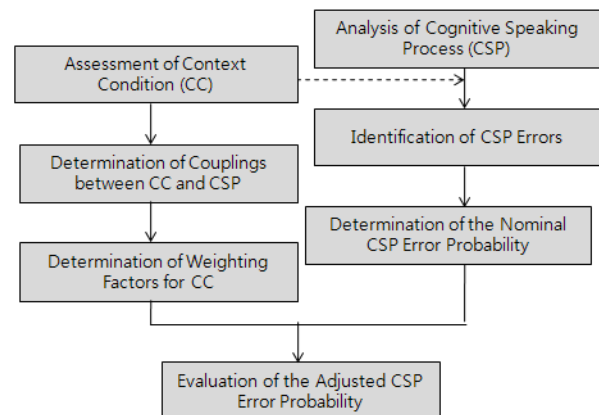 Analysis of Cognitive Speaking
Process (CSP)
Assessment of Context
Condition (CC)
Identification of CSP Errors
Determination of Couplings
between CC and CSP
Determination of the Nominal
CSP Error Probability
Determination of Weighting
Factors for CC
Evaluation of the Adjusted CSP
Error Probability